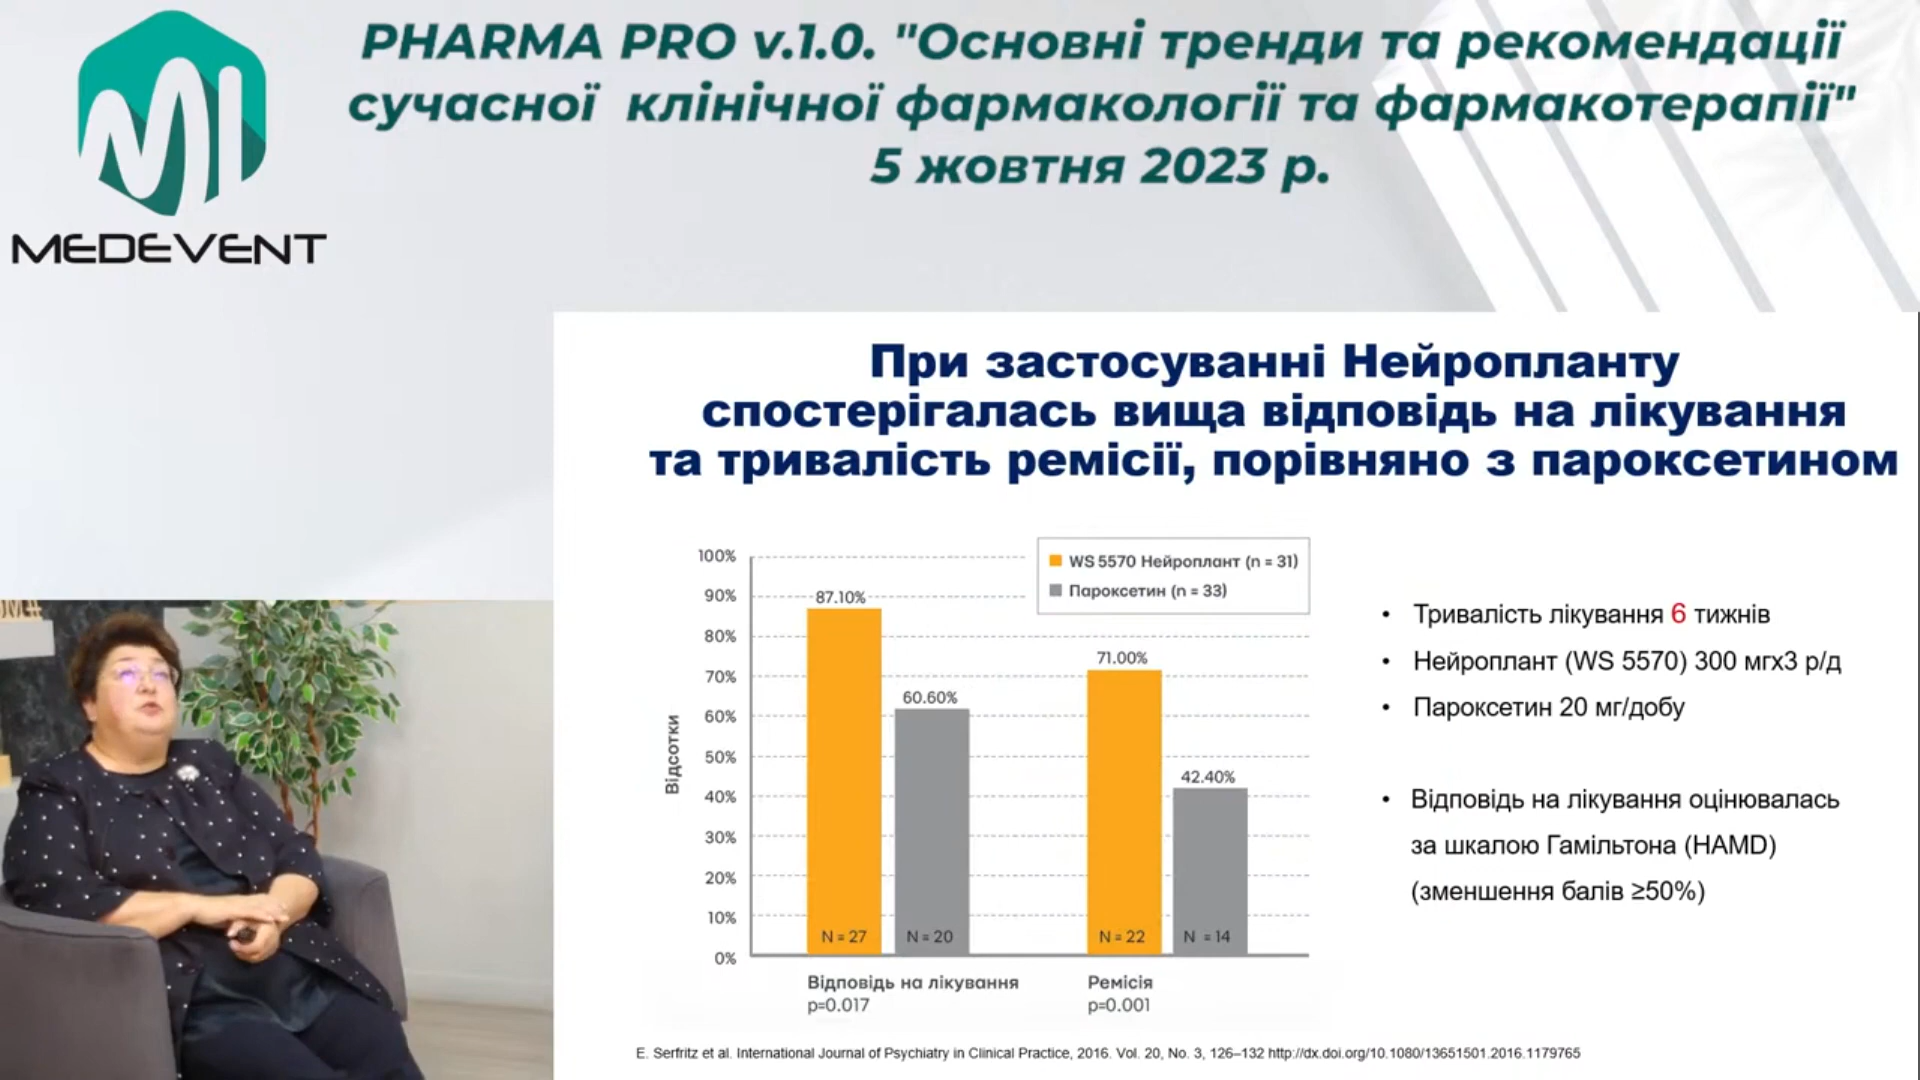 PHARMA PRO v.1.0. "Основні тренди та рекомендації
сучасної клінічної фармакології та фармакотерапії"
5 жовтня 2023 р.
MEDEVENT
При застосуванні Нейропланту
спостерігалась вища відповідь на лікування
та тривалість ремісії, порівняно з пароксетином
WS 5570 Нейроплант (n = 31)
Пароксетин (n = 33)
Відсотки
100%
90%
80%
70%
60%
50%
40%
30%
20%
10%
0%
87.10%
60.60%
71.00%
42.40%
N = 27
N = 20
N = 22
N = 14
Відповідь на лікування
p=0.017
Ремісія
p=0.001
• Тривалість лікування 6 тижнів
• Нейроплант (WS 5570) 300 мгх3 р/д
• Пароксетин 20 мг/добу
• Відповідь на лікування оцінювалась
за шкалою Гамільтона (HAMD)
(зменшення балів ≥50%)
E. Serfritz et al. International Journal of Psychiatry in Clinical Practice, 2016. Vol. 20, No. 3, 126–132 http://dx.doi.org/10.1080/13651501.2016.1179765